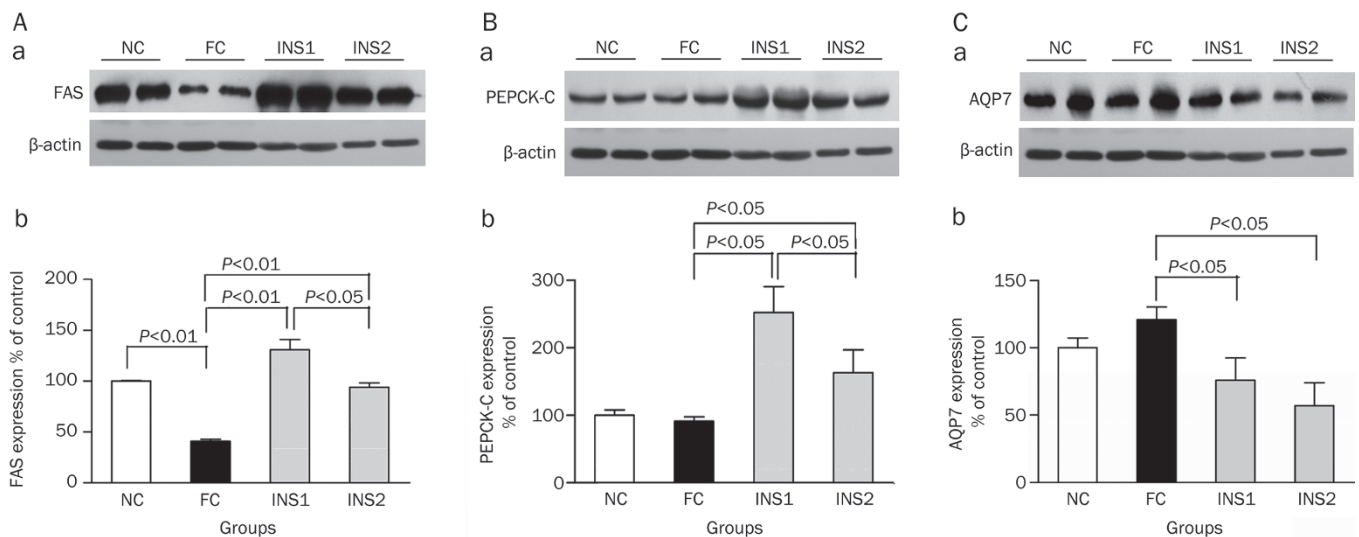 A
a
NC FC INS1 INS2
FAS
β-actin
b
P<0.01
P<0.01 P<0.05
P<0.01
200
150
100
50
0
FAS expression % of control
NC FC INS1 INS2
Groups
B
a
NC FC INS1 INS2
PEPCK-C
β-actin
b
P<0.05
P<0.05 P<0.05
300
200
100
0
PEPCK-C expression
% of control
NC FC INS1 INS2
Groups
C
a
NC FC INS1 INS2
AQP7
β-actin
b
P<0.05
P<0.05
150
100
50
0
AQP7 expression
% of control
NC FC INS1 INS2
Groups